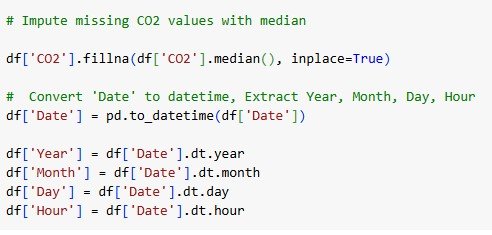 # Impute missing CO2 values with median
df['CO2'].fillna(df['CO2'].median(), inplace=True)
#  Convert 'Date' to datetime, Extract Year, Month, Day, Hour
df['Date'] = pd.to_datetime(df['Date'])
df['Year'] = df['Date'].dt.year
df['Month'] = df['Date'].dt.month
df['Day'] = df['Date'].dt.day
df['Hour'] = df['Date'].dt.hour